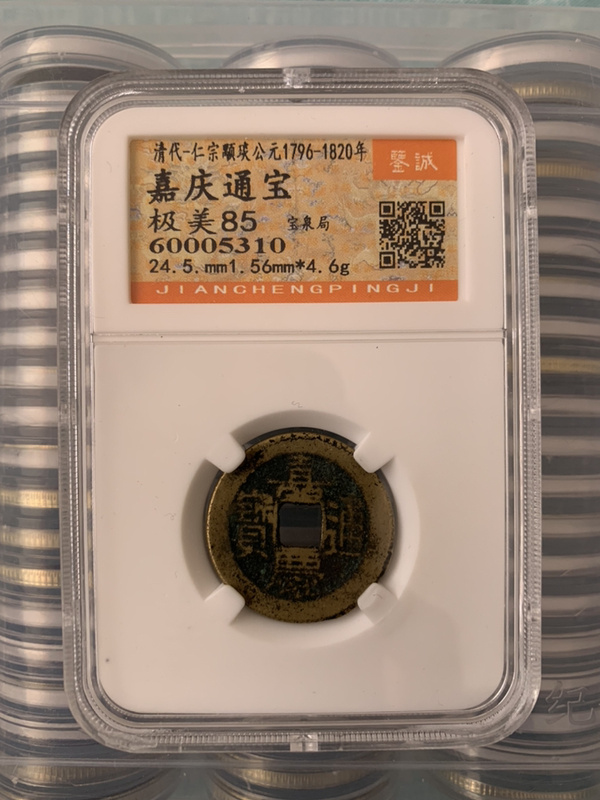 清代-仁宗顒琰公元1796-1820年
鑒誠
嘉庆通宝
极美85 宝泉局
60005310
24.5.mm1.56mm*4.6g
JIANCHENGPINGJI
嘉慶通寶
纪